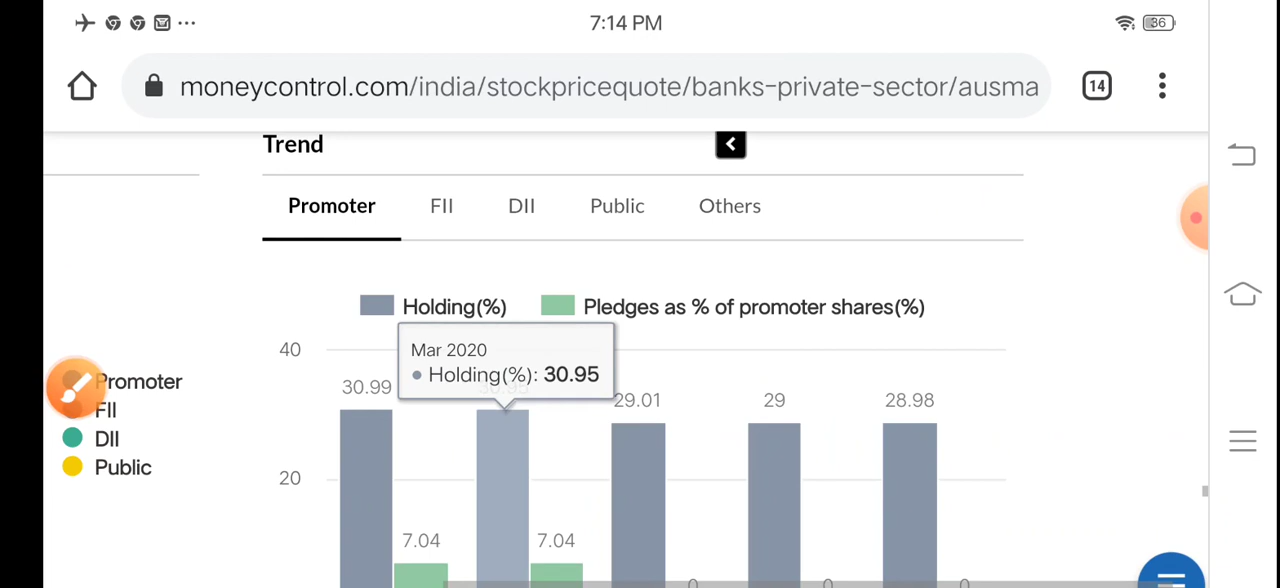 7:14 PM
36
moneycontrol.com/india/stockpricequote/banks-private-sector/ausma
14
Trend
Promoter FII DII Public Others
Holding(%) Pledges as % of promoter shares(%)
Mar 2020
Holding(%): 30.95
40
30.99
29.01
29
28.98
Promoter
FII
DII
Public
20
7.04
7.04
0
0
0